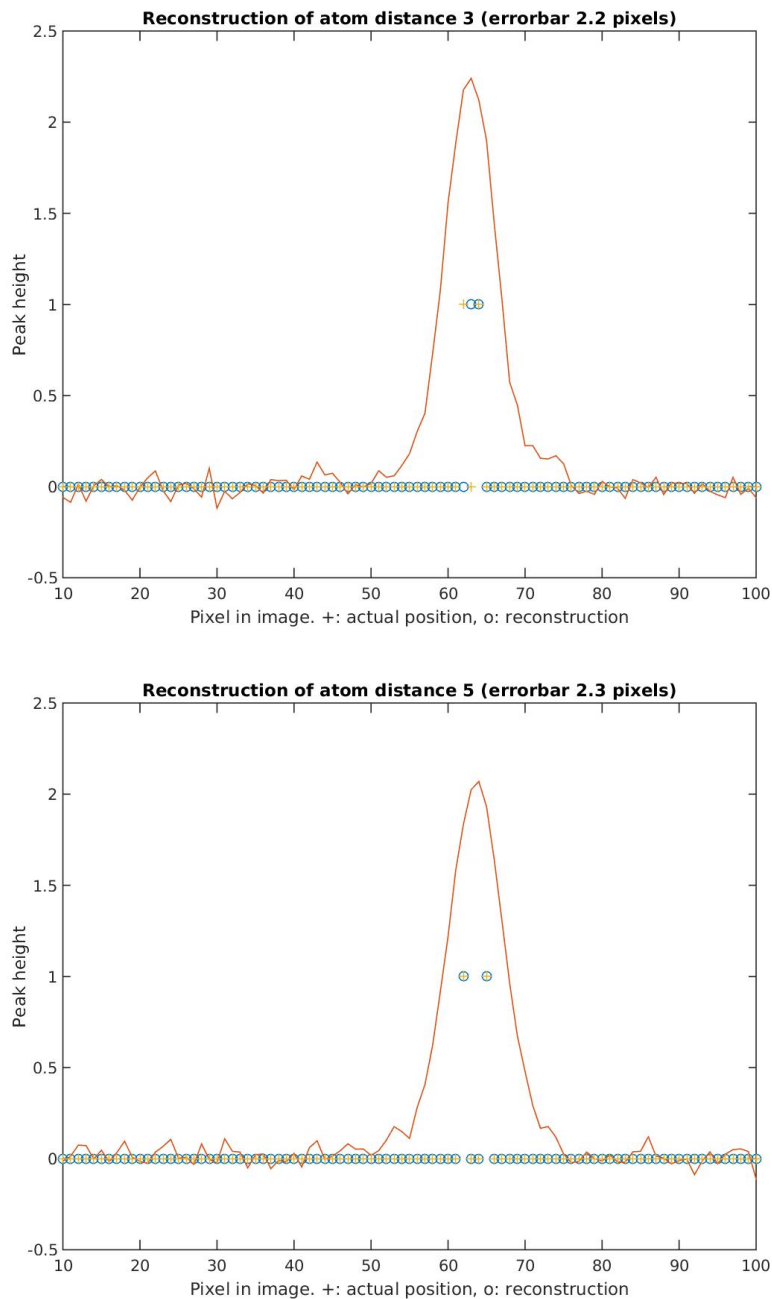 Reconstruction of atom distance 3 (errorbar 2.2 pixels)
2.5
2
1.5
1
0.5
0
-0.5
Peak height
10 20 30 40 50 60 70 80 90 100
Pixel in image. +: actual position, o: reconstruction
Reconstruction of atom distance 5 (errorbar 2.3 pixels)
2.5
2
1.5
1
0.5
0
-0.5
Peak height
10 20 30 40 50 60 70 80 90 100
Pixel in image. +: actual position, o: reconstruction